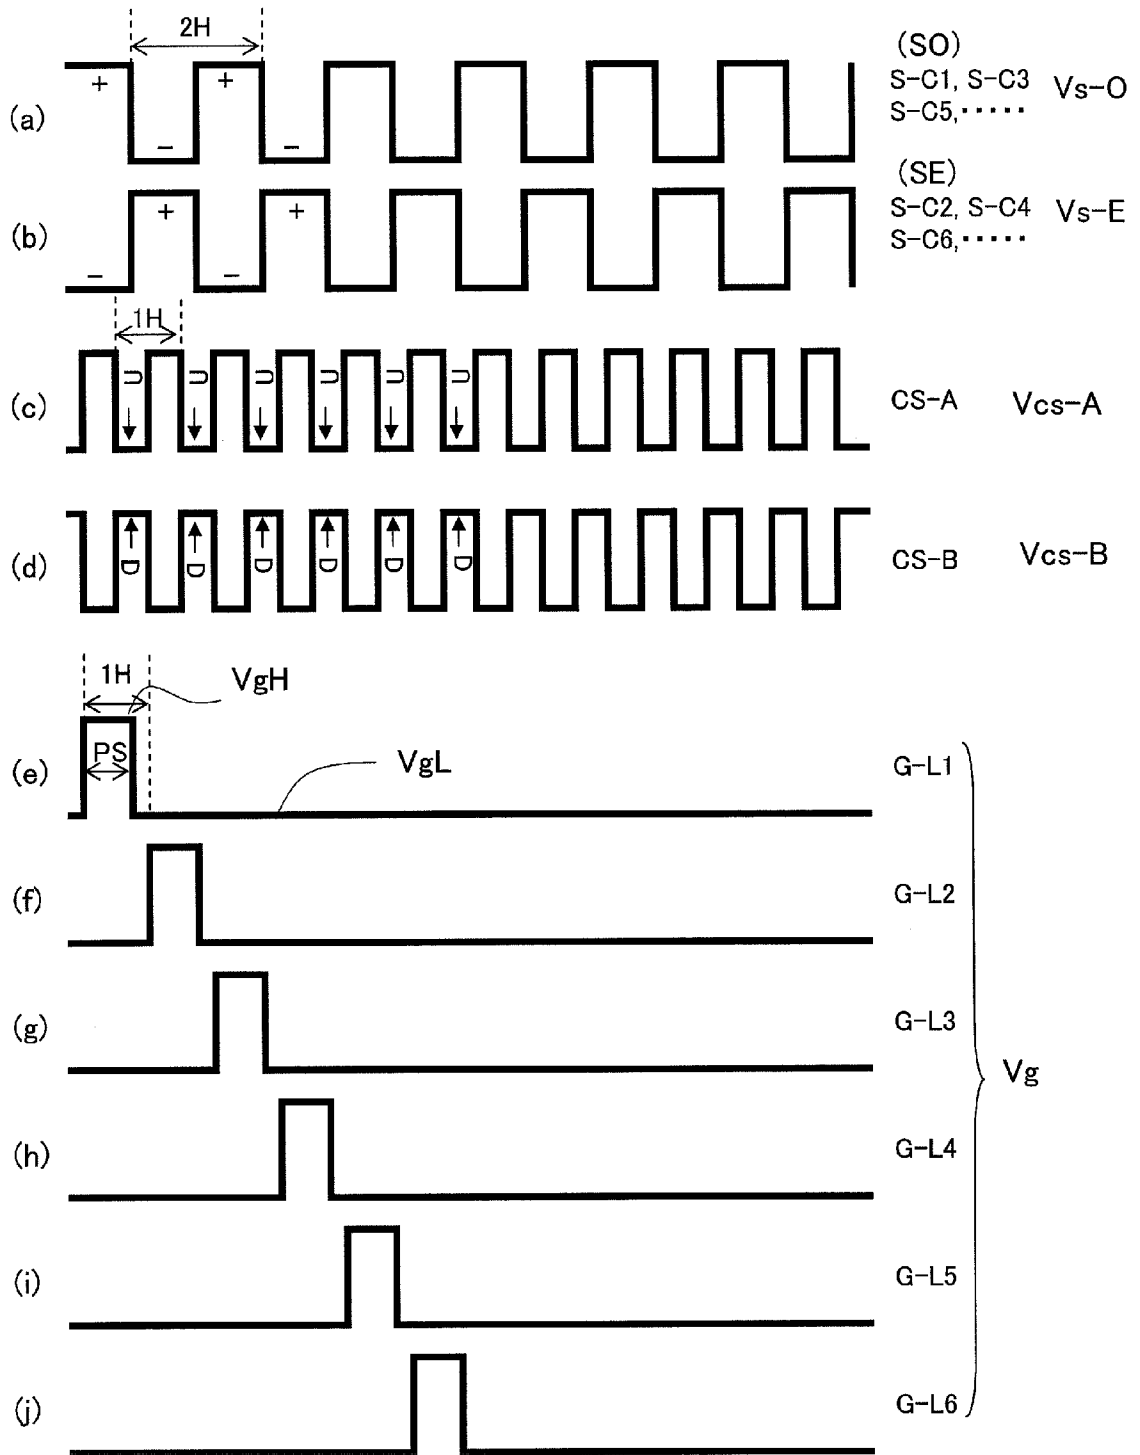 2H
(SO)
S-C1, S-C3
S-C5,·····
Vs-O
(a)
+ − + −
(SE)
S-C2, S-C4
S-C6,·····
Vs-E
(b)
− + − +
1H
(c)
U U U U U U
CS-A
Vcs-A
(d)
D D D D D D
CS-B
Vcs-B
1H
VgH
PS
VgL
(e)
G-L1
(f)
G-L2
(g)
G-L3
Vg
(h)
G-L4
(i)
G-L5
(j)
G-L6